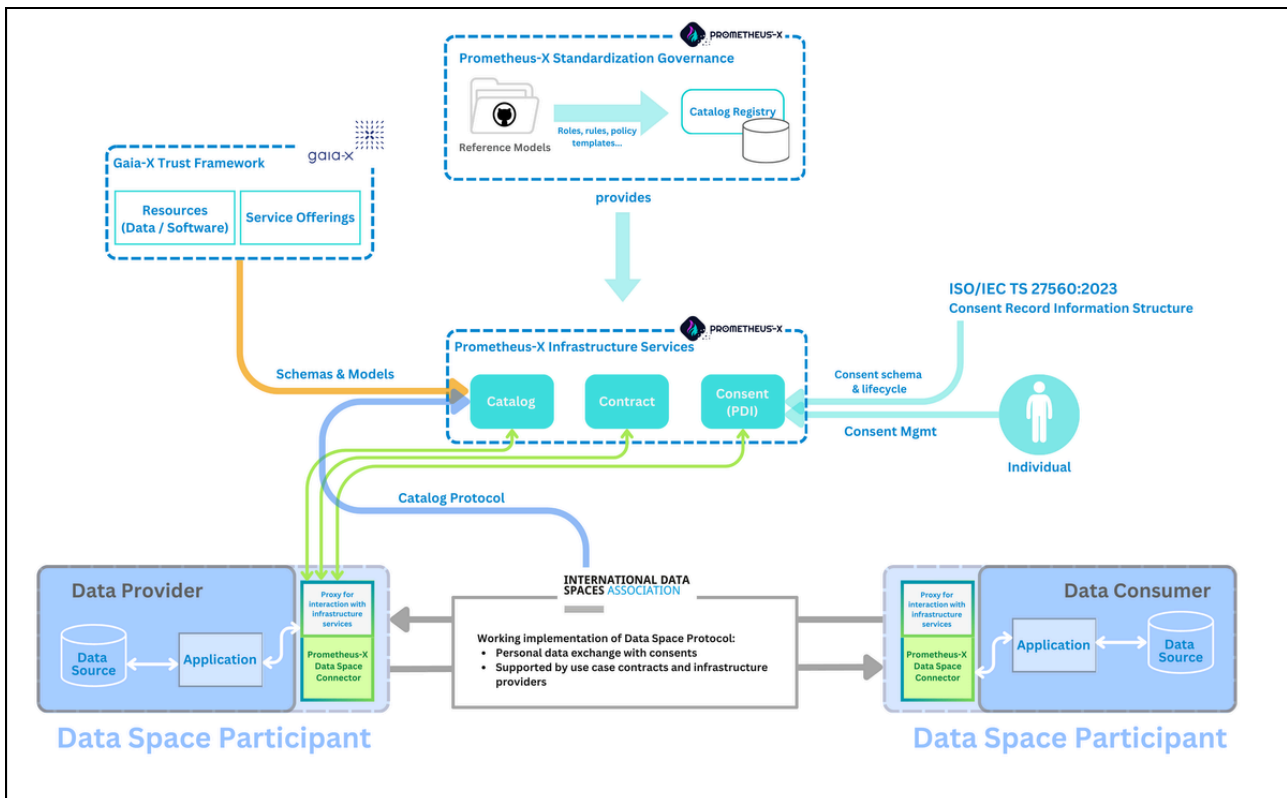 PROMETHEUS-X
Prometheus-X Standardization Governance
Reference Models
Roles, rules, policy
templates...
Catalog Registry
gaia-x
Gaia-X Trust Framework
Resources
(Data / Software)
Service Offerings
provides
ISO/IEC TS 27560:2023
Consent Record Information Structure
PROMETHEUS-X
Prometheus-X Infrastructure Services
Schemas & Models
Catalog
Contract
Consent
(PDI)
Consent schema
& lifecycle
Consent Mgmt
Individual
Catalog Protocol
Data Provider
Data
Source
Application
Proxy for
interaction with
infrastructure
services
Prometheus-X
Data Space
Connector
Data Space Participant
INTERNATIONAL DATA
SPACES ASSOCIATION
Working implementation of Data Space Protocol:
• Personal data exchange with consents
• Supported by use case contracts and infrastructure
providers
Proxy for
interaction with
infrastructure
services
Prometheus-X
Data Space
Connector
Data Consumer
Application
Data
Source
Data Space Participant